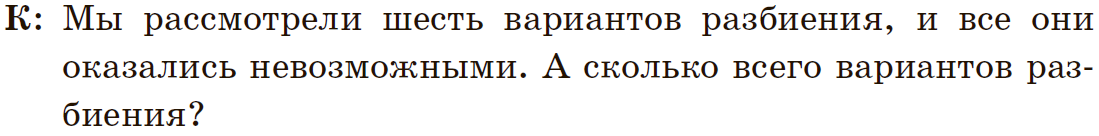 К: Мы рассмотрели шесть вариантов разбиения, и все они
оказались невозможными. А сколько всего вариантов раз-
биения?